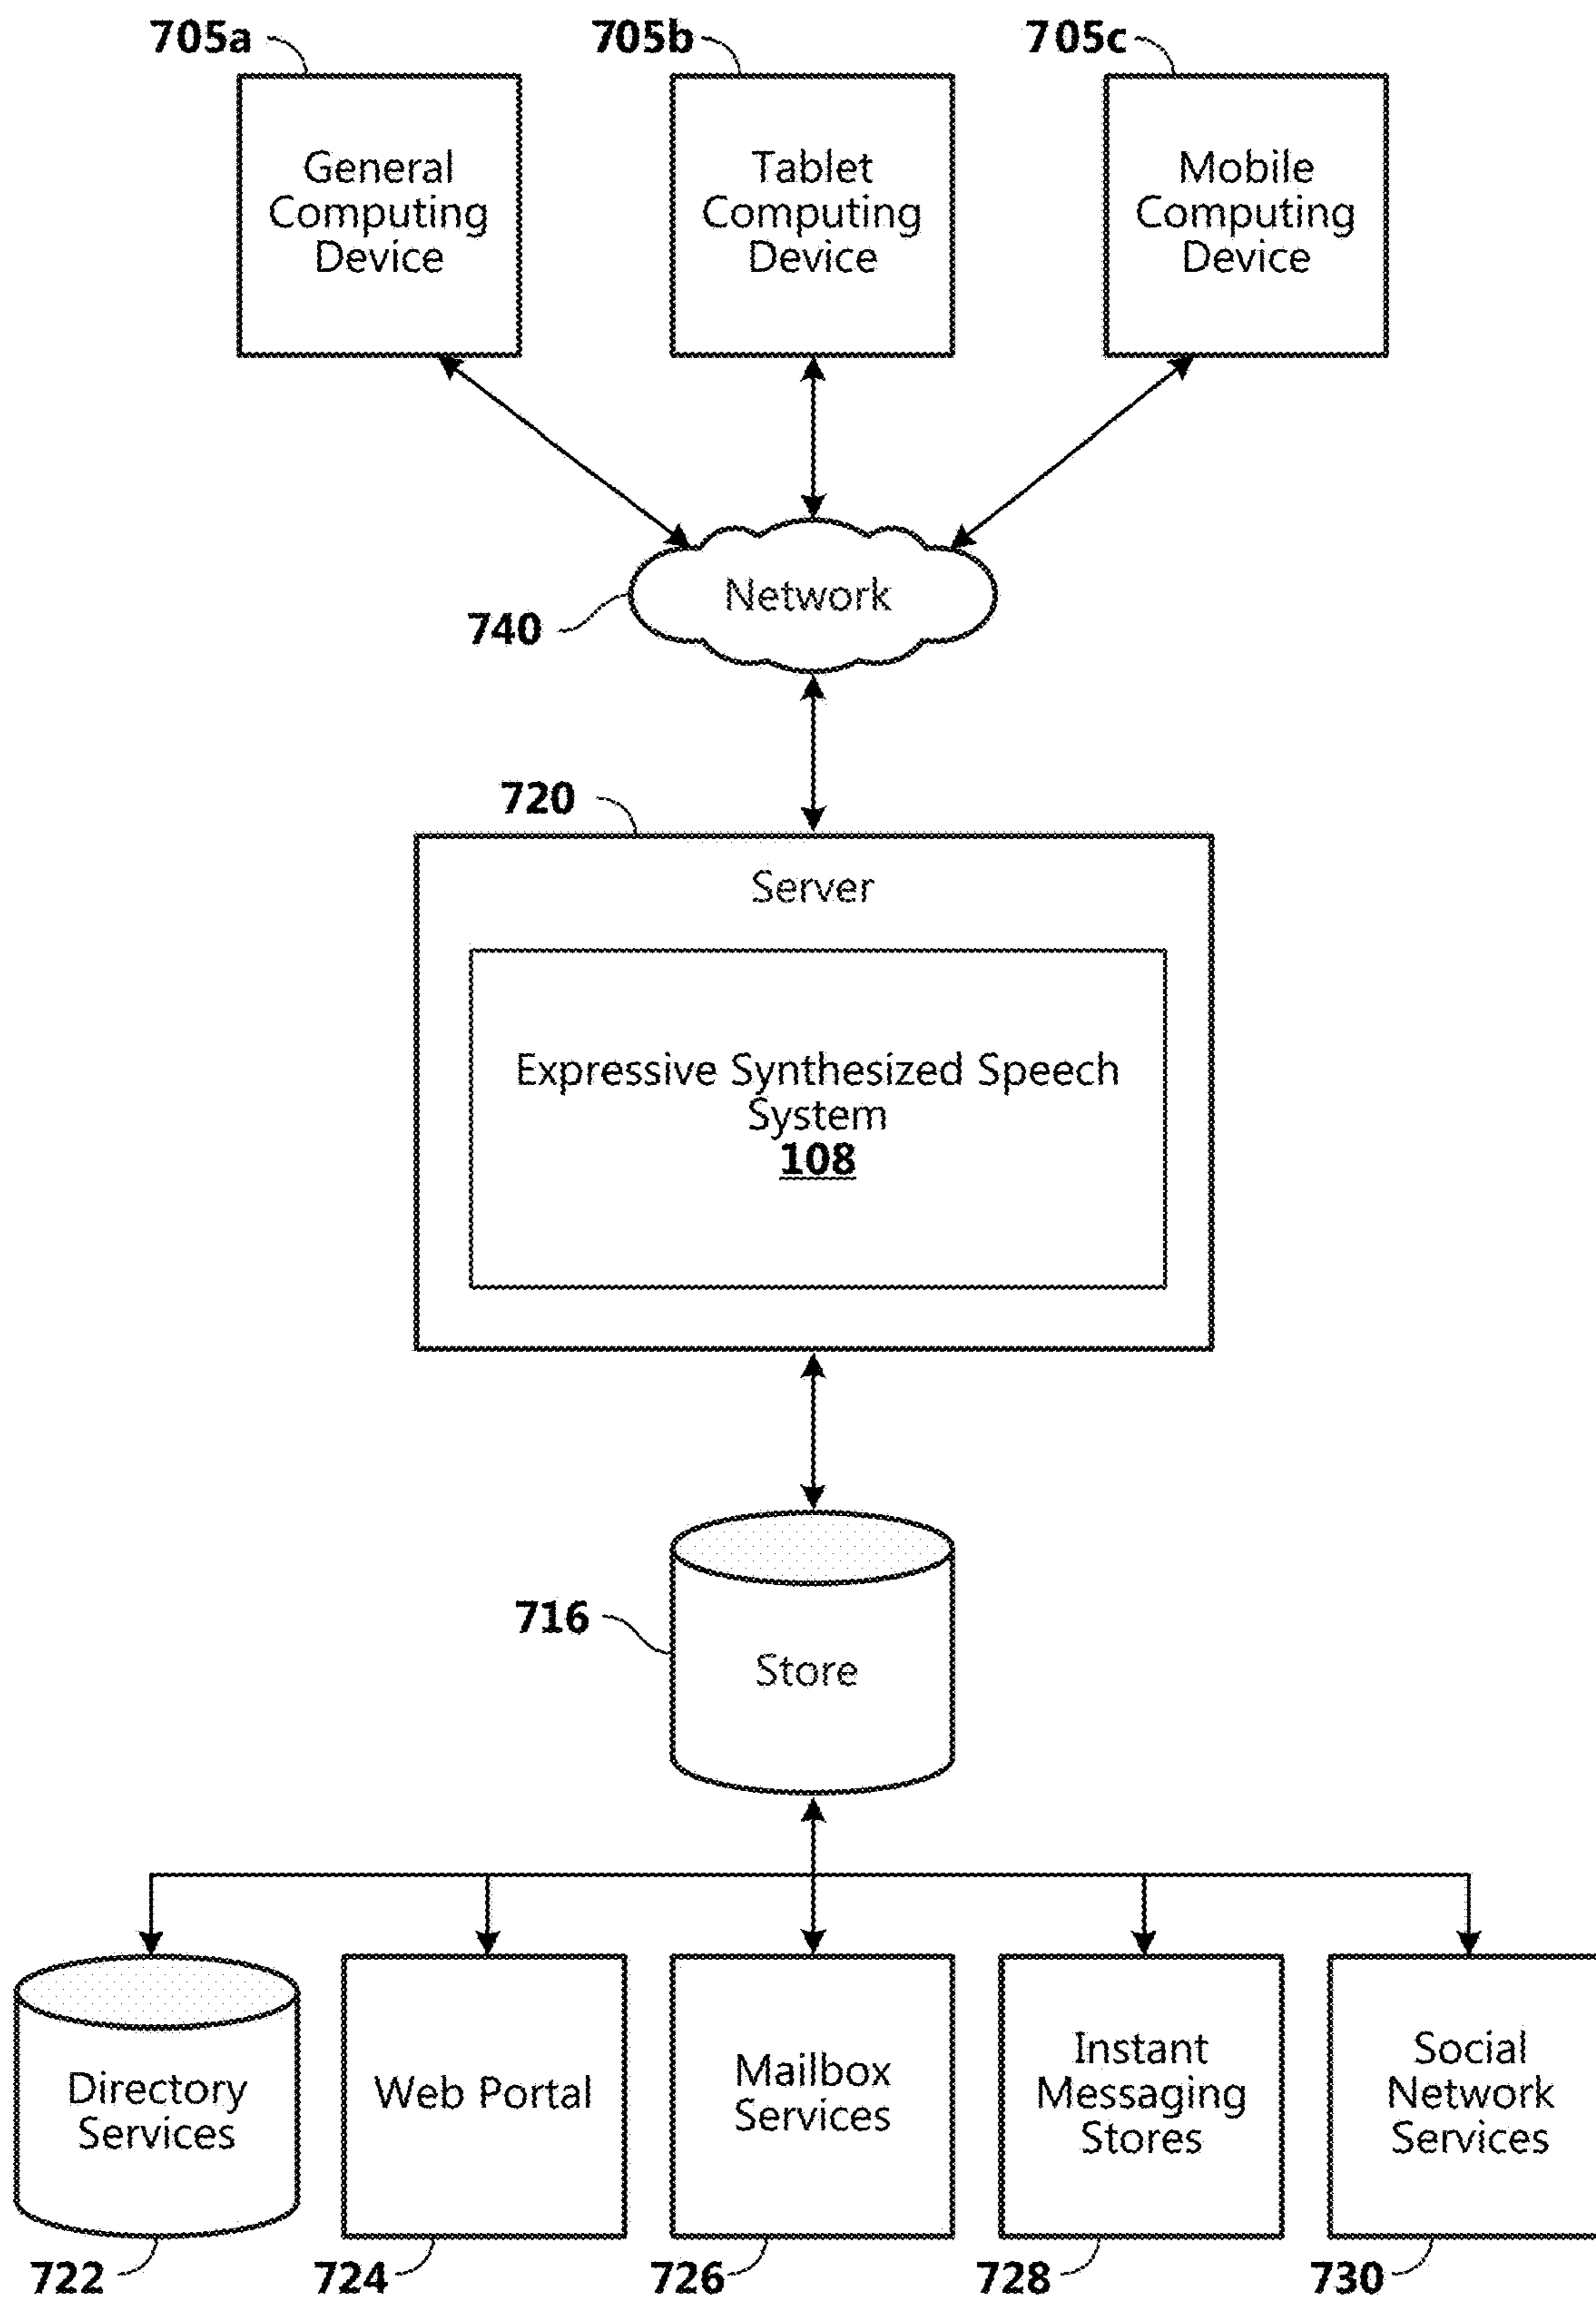 705a
705b
705c
General
Computing
Device
Tablet
Computing
Device
Mobile
Computing
Device
Network
740
720
Server
Expressive Synthesized Speech
System
108
716
Store
Directory
Services
Web Portal
Mailbox
Services
Instant
Messaging
Stores
Social
Network
Services
722
724
726
728
730